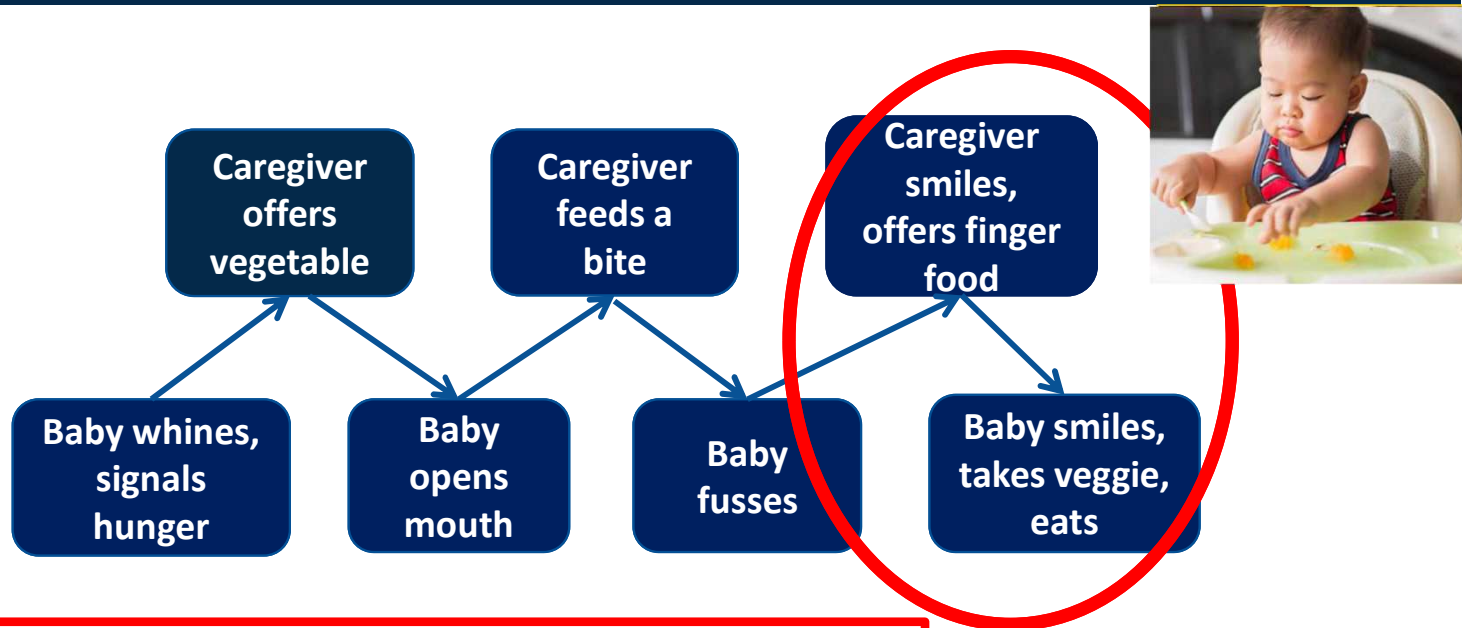 Caregiver
offers
vegetable
Caregiver
feeds a
bite
Caregiver
smiles,
offers finger
food
Baby whines,
signals
hunger
Baby
opens
mouth
Baby
fusses
Baby smiles,
takes veggie,
eats